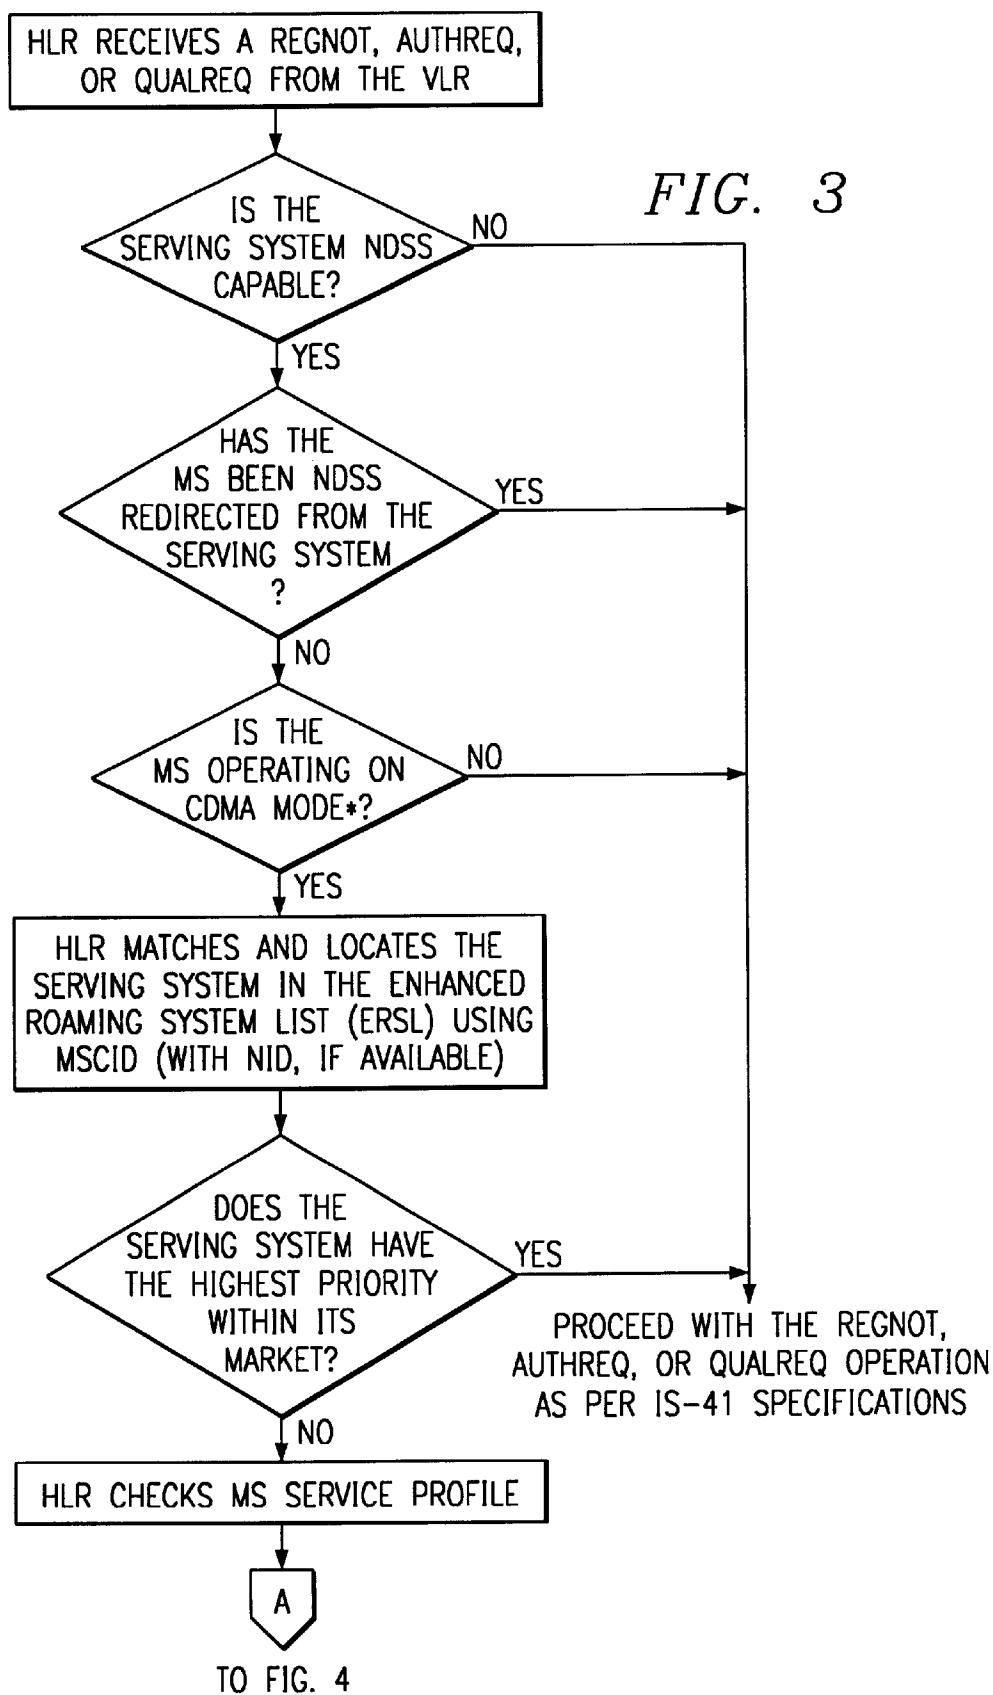 HLR RECEIVES A REGNOT, AUTHREQ,
OR QUALREQ FROM THE VLR
FIG. 3
IS THE
SERVING SYSTEM NDSS
CAPABLE?
NO
YES
HAS THE
MS BEEN NDSS
REDIRECTED FROM THE
SERVING SYSTEM
?
YES
NO
IS THE
MS OPERATING ON
CDMA MODE*?
NO
YES
HLR MATCHES AND LOCATES THE
SERVING SYSTEM IN THE ENHANCED
ROAMING SYSTEM LIST (ERSL) USING
MSCID (WITH NID, IF AVAILABLE)
DOES THE
SERVING SYSTEM HAVE
THE HIGHEST PRIORITY
WITHIN ITS
MARKET?
YES
PROCEED WITH THE REGNOT,
AUTHREQ, OR QUALREQ OPERATION
AS PER IS-41 SPECIFICATIONS
NO
HLR CHECKS MS SERVICE PROFILE
A
TO FIG. 4